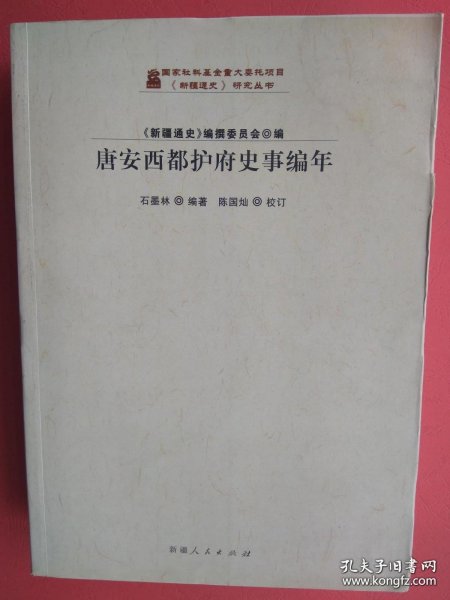 国家社科基金重大委托项目
《新疆通史》研究丛书
《新疆通史》编撰委员会◎编
唐安西都护府史事编年
石墨林◎编著 陈国灿◎校订
新疆人民出版社
孔夫子旧书网
www.kongfz.com